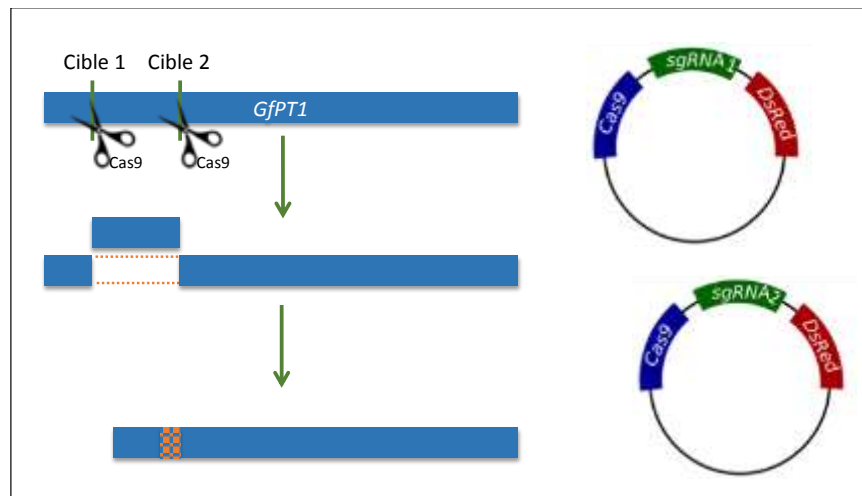 Cible 1 Cible 2
GfPT1
Cas9 Cas9
Cas9 sgRNA1 DsRed
Cas9 sgRNA2 DsRed